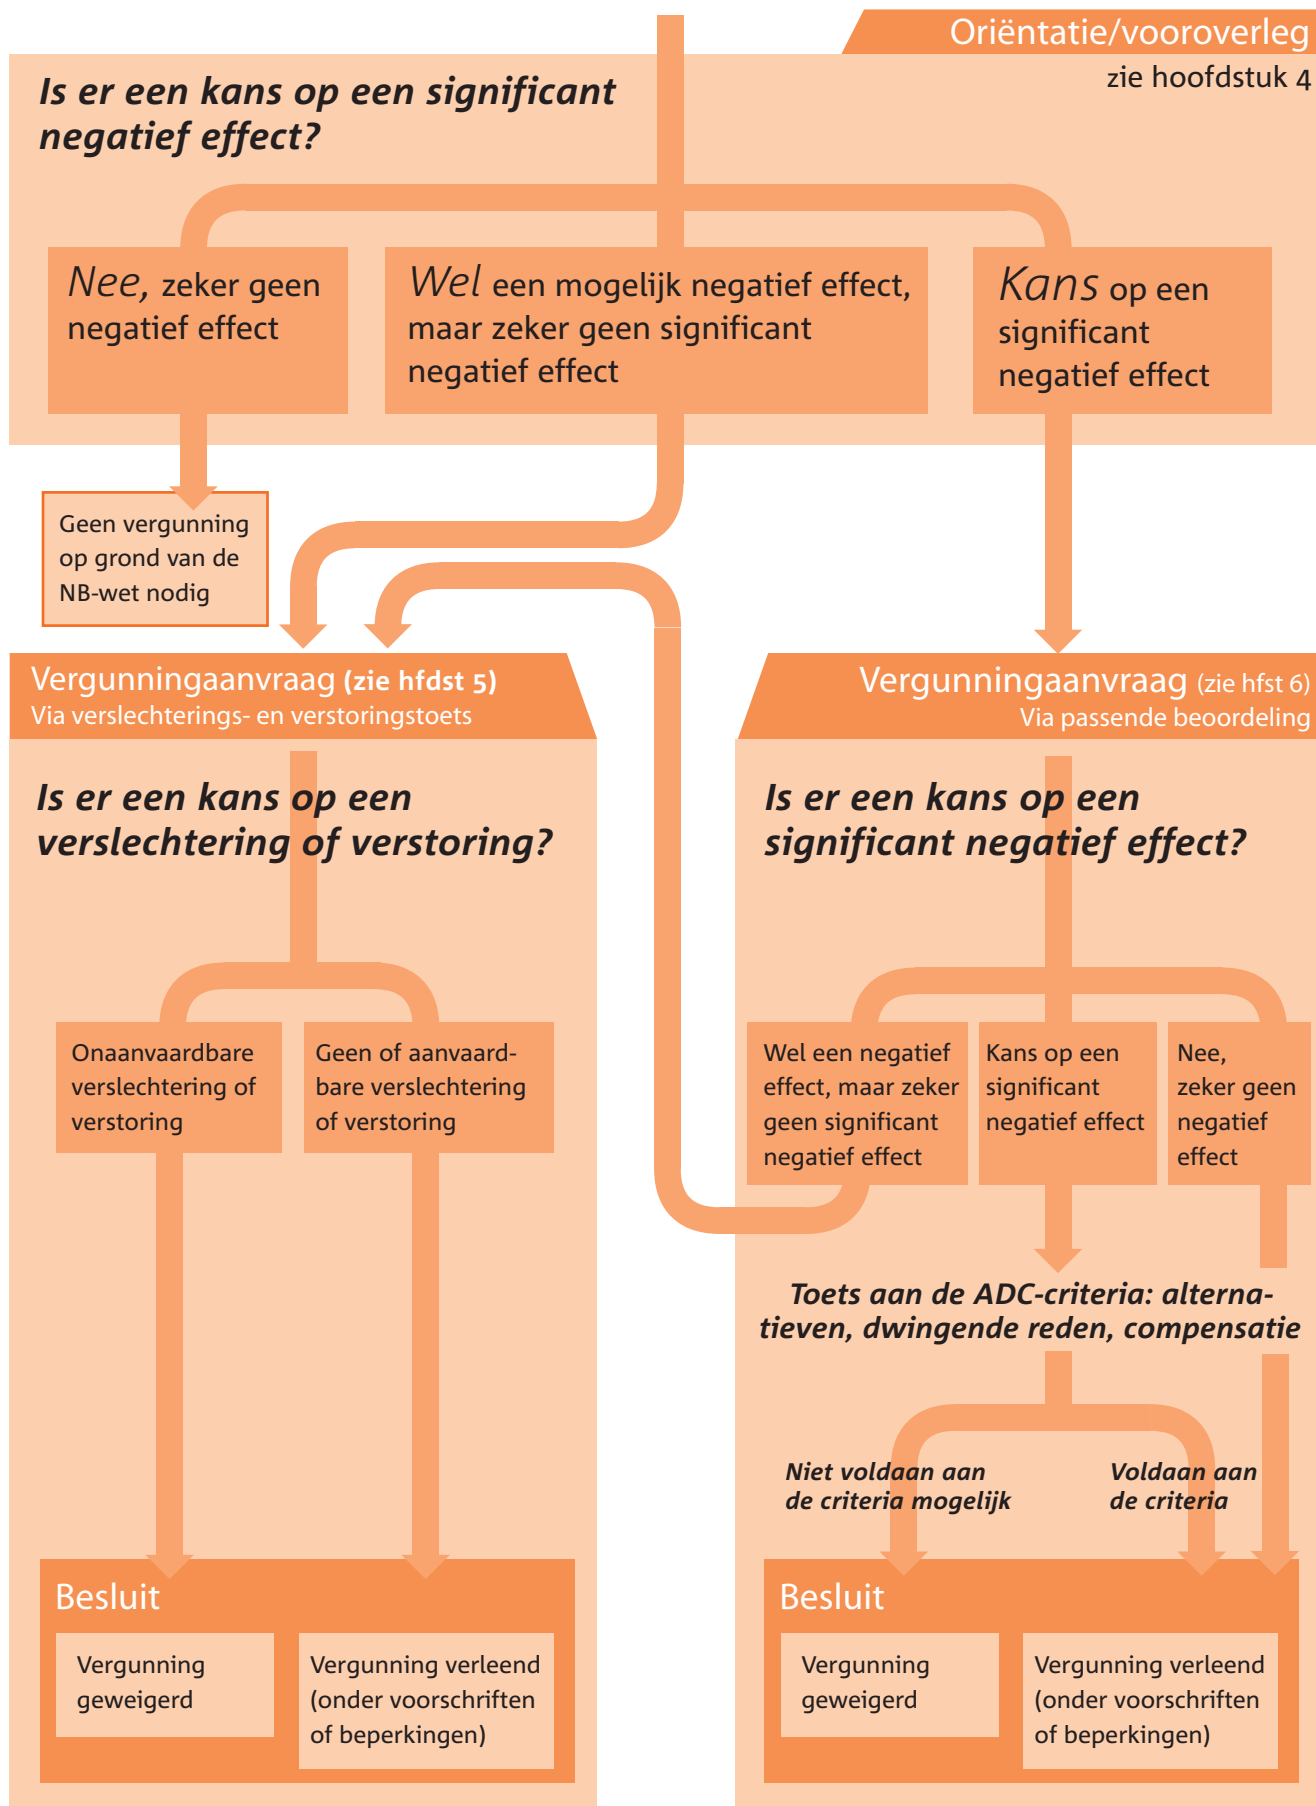 Oriëntatie/vooroverleg
zie hoofdstuk 4
Is er een kans op een significant
negatief effect?
Nee, zeker geen
negatief effect
Wel een mogelijk negatief effect,
maar zeker geen significant
negatief effect
Kans op een
significant
negatief effect
Geen vergunning
op grond van de
NB-wet nodig
Vergunningaanvraag (zie hfdst 5)
Via verslechterings- en verstoringstoets
Is er een kans op een
verslechtering of verstoring?
Onaanvaardbare
verslechtering of
verstoring
Geen of aanvaard-
bare verslechtering
of verstoring
Besluit
Vergunning
geweigerd
Vergunning verleend
(onder voorschriften
of beperkingen)
Vergunningaanvraag (zie hfst 6)
Via passende beoordeling
Is er een kans op een
significant negatief effect?
Wel een negatief
effect, maar zeker
geen significant
negatief effect
Kans op een
significant
negatief effect
Nee,
zeker geen
negatief
effect
Toets aan de ADC-criteria: alterna-
tieven, dwingende reden, compensatie
Niet voldaan aan
de criteria mogelijk
Voldaan aan
de criteria
Besluit
Vergunning
geweigerd
Vergunning verleend
(onder voorschriften
of beperkingen)